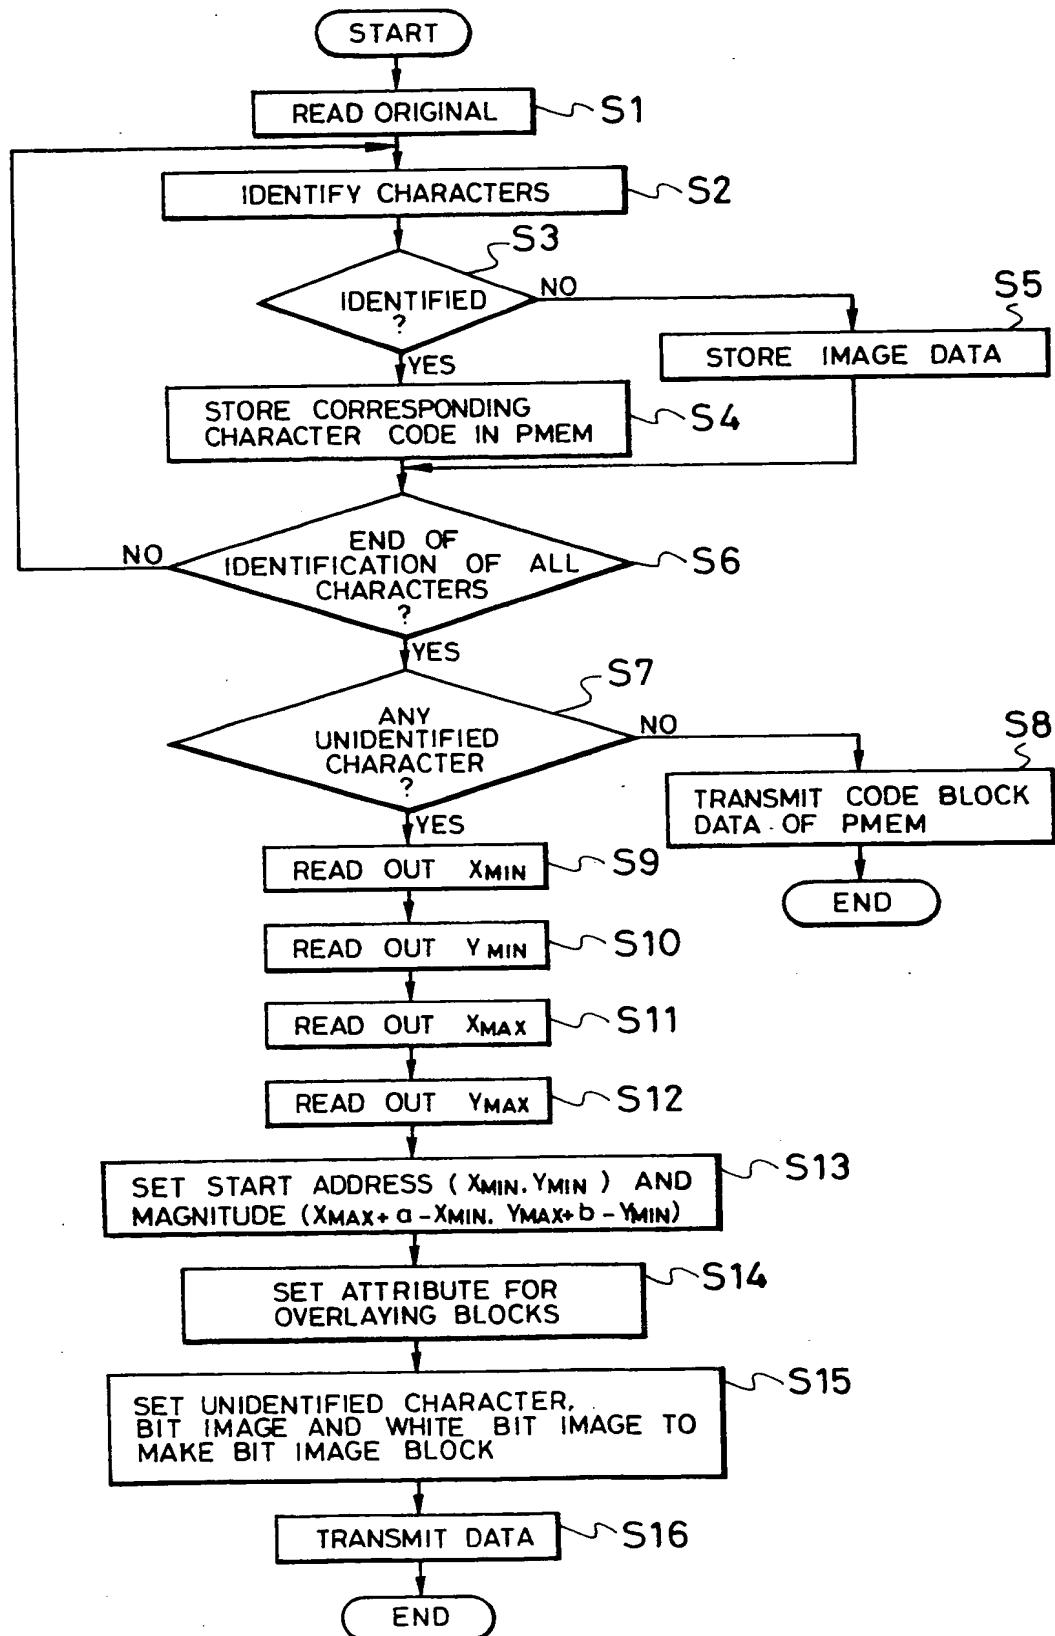 START
READ ORIGINAL
S1
IDENTIFY CHARACTERS
S2
S3
IDENTIFIED
?
NO
YES
S5
STORE IMAGE DATA
STORE CORRESPONDING
CHARACTER CODE IN PMEM
S4
END OF
IDENTIFICATION OF ALL
CHARACTERS
?
NO
S6
YES
S7
ANY
UNIDENTIFIED
CHARACTER
?
NO
YES
S8
TRANSMIT CODE BLOCK
DATA OF PMEM
END
READ OUT XMIN
S9
READ OUT YMIN
S10
READ OUT XMAX
S11
READ OUT YMAX
S12
SET START ADDRESS (XMIN.YMIN) AND
MAGNITUDE (XMAX+a-XMIN. YMAX+b-YMIN)
S13
SET ATTRIBUTE FOR
OVERLAYING BLOCKS
S14
SET UNIDENTIFIED CHARACTER,
BIT IMAGE AND WHITE BIT IMAGE TO
MAKE BIT IMAGE BLOCK
S15
TRANSMIT DATA
S16
END